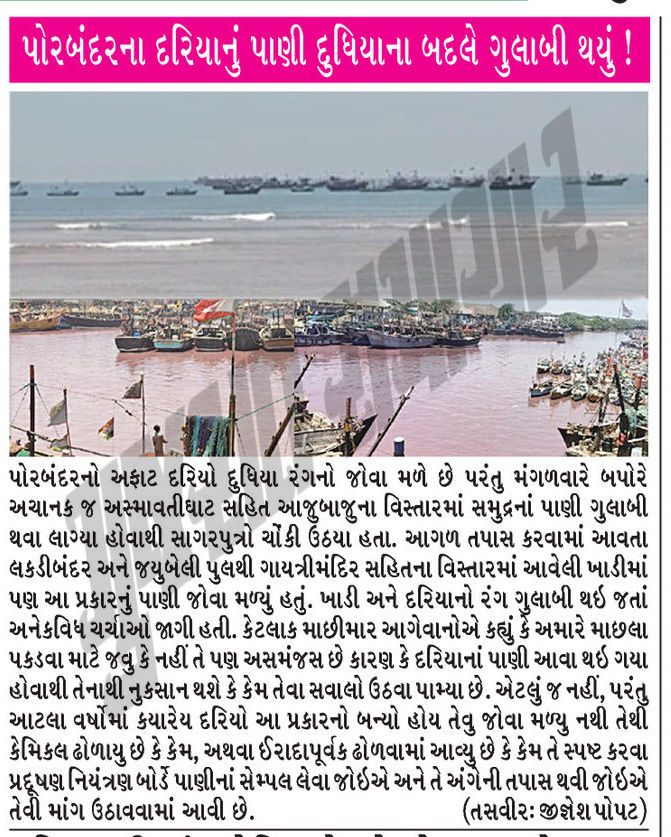 પોરબંદરના દરિયાનું પાણી દુધિયાના બદલે ગુલાબી થયું !
પોરબંદરનો અફાટ દરિયો દુધિયા રંગનો જોવા મળે છે પરંતુ મંગળવારે બપોરે
અચાનક જ અસ્માવતીઘાટ સહિત આજુબાજુના વિસ્તારમાં સમુદ્રનાં પાણી ગુલાબી
થવા લાગ્યા હોવાથી સાગરપુત્રો ચોંકી ઉઠયા હતા. આગળ તપાસ કરવામાં આવતા
લકડીબંદર અને જયુબેલી પુલથી ગાયત્રીમંદિર સહિતના વિસ્તારમાં આવેલી ખાડીમાં
પણ આ પ્રકારનું પાણી જોવા મળ્યું હતું. ખાડી અને દરિયાનો રંગ ગુલાબી થઇ જતાં
અનેકવિધ ચર્ચાઓ જાગી હતી. કેટલાક માછીમાર આગેવાનોએ કહ્યું કે અમારે માછલા
પકડવા માટે જવુ કે નહીં તે પણ અસમંજસ છે કારણ કે દરિયાનાં પાણી આવા થઇ ગયા
હોવાથી તેનાથી નુકસાન થશે કે કેમ તેવા સવાલો ઉઠવા પામ્યા છે. એટલું જ નહીં, પરંતુ
આટલા વર્ષોમાં કયારેય દરિયો આ પ્રકારનો બન્યો હોય તેવુ જોવા મળ્યુ નથી તેથી
કેમિકલ ઢોળાયુ છે કે કેમ, અથવા ઈરાદાપૂર્વક ઢોળવામાં આવ્યુ છે કે કેમ તે સ્પષ્ટ કરવા
પ્રદૂષણ નિયંત્રણ બોર્ડે પાણીનાં સેમ્પલ લેવા જોઇએ અને તે અંગેની તપાસ થવી જોઇએ
તેવી માંગ ઉઠાવવામાં આવી છે. (તસવીર: જીજ્ઞેશ પોપટ)